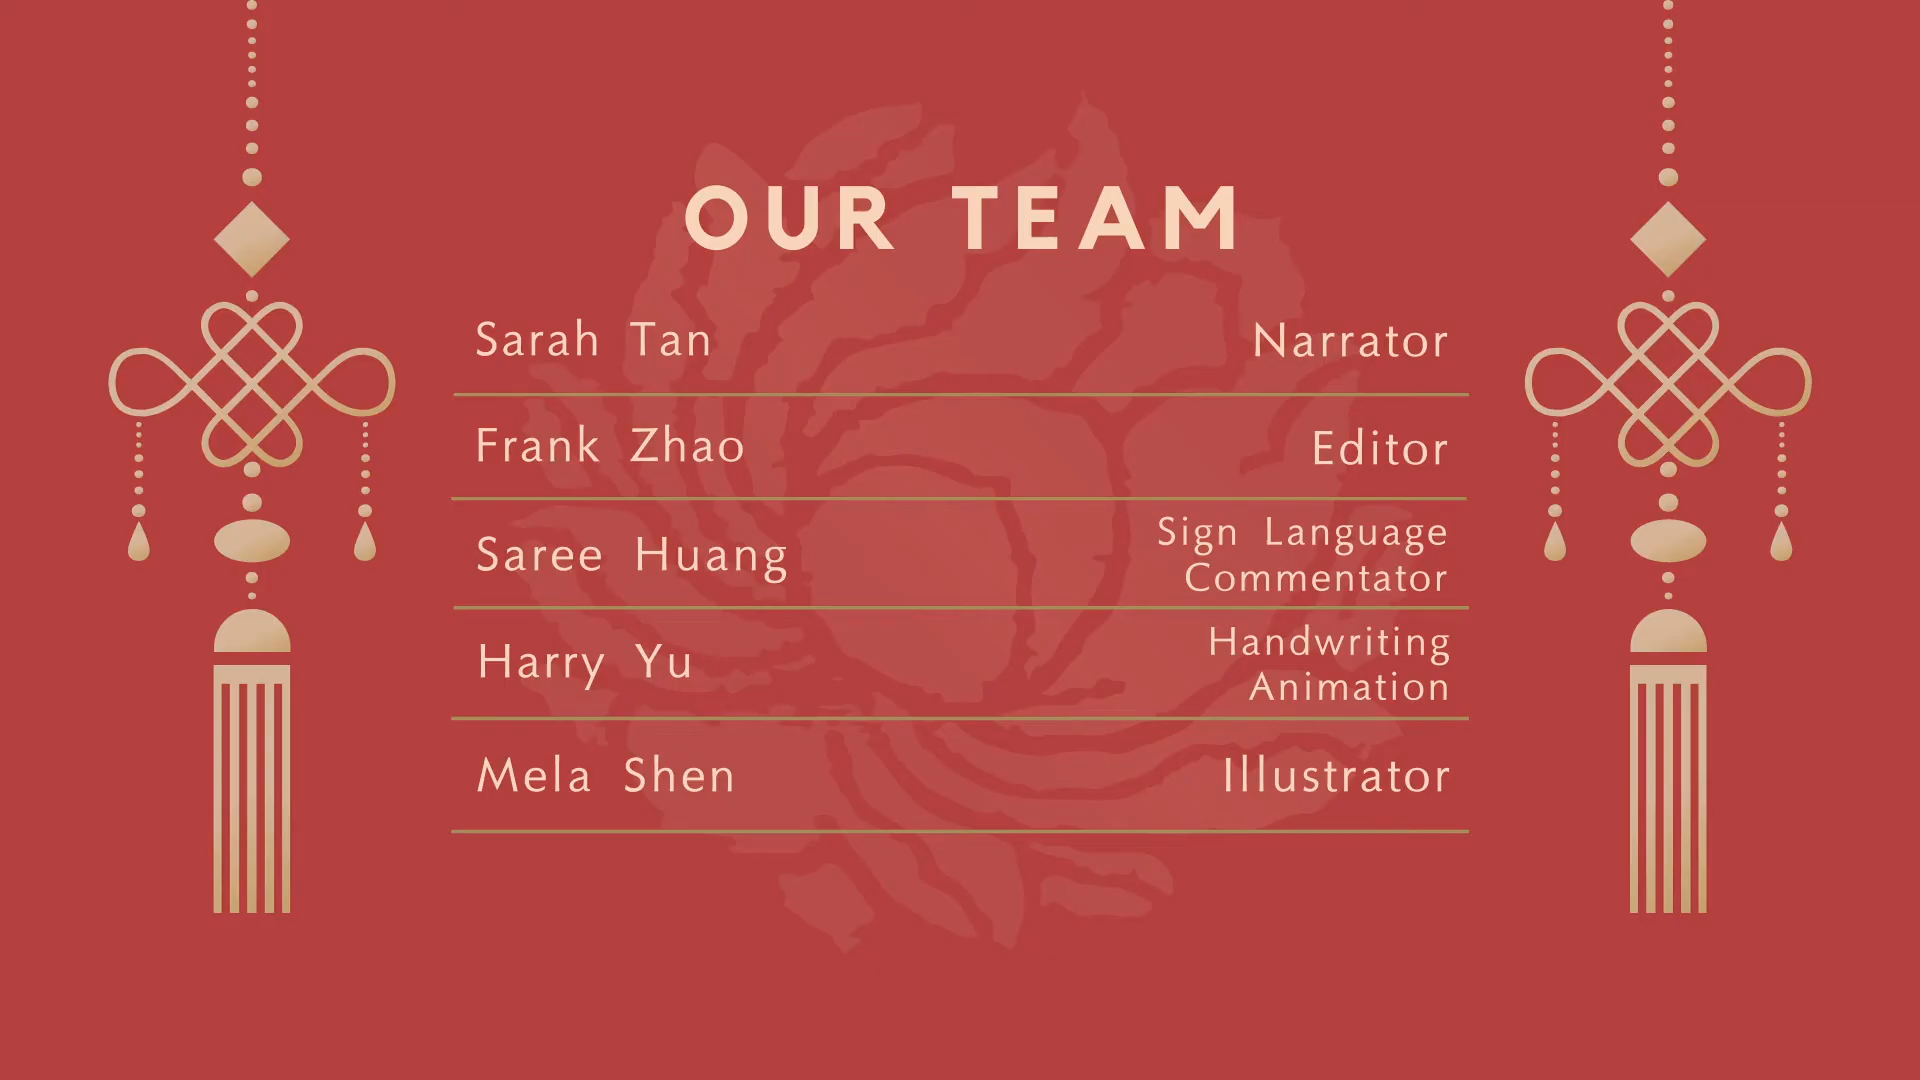 OUR TEAM
Sarah Tan Narrator
Frank Zhao Editor
Saree Huang Sign Language
Commentator
Harry Yu Handwriting
Animation
Mela Shen Illustrator